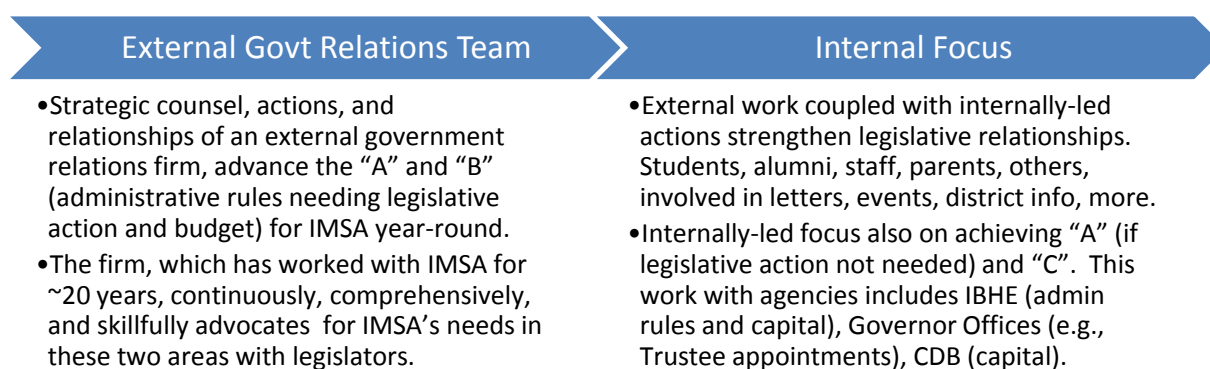 External Govt Relations Team
•Strategic counsel, actions, and
relationships of an external government
relations firm, advance the “A” and “B”
(administrative rules needing legislative
action and budget) for IMSA year-round.
•The firm, which has worked with IMSA for
~20 years, continuously, comprehensively,
and skillfully advocates  for IMSA’s needs in
these two areas with legislators.
Internal Focus
•External work coupled with internally-led
actions strengthen legislative relationships.
Students, alumni, staff, parents, others,
involved in letters, events, district info, more.
•Internally-led focus also on achieving “A” (if
legislative action not needed) and “C”.  This
work with agencies includes IBHE (admin
rules and capital), Governor Offices (e.g.,
Trustee appointments), CDB (capital).